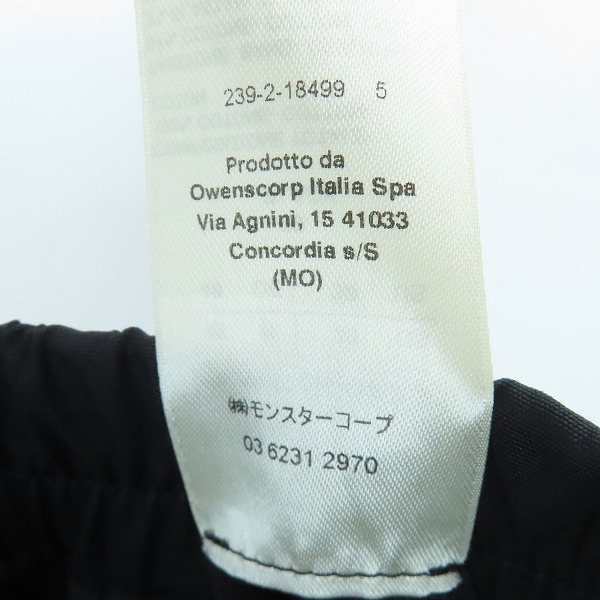 239-2-18499 5
Prodotto da
Owenscorp Italia Spa
Via Agnini, 15 41033
Concordia s/S
(MO)
㈱モンスターコープ
03 6231 2970